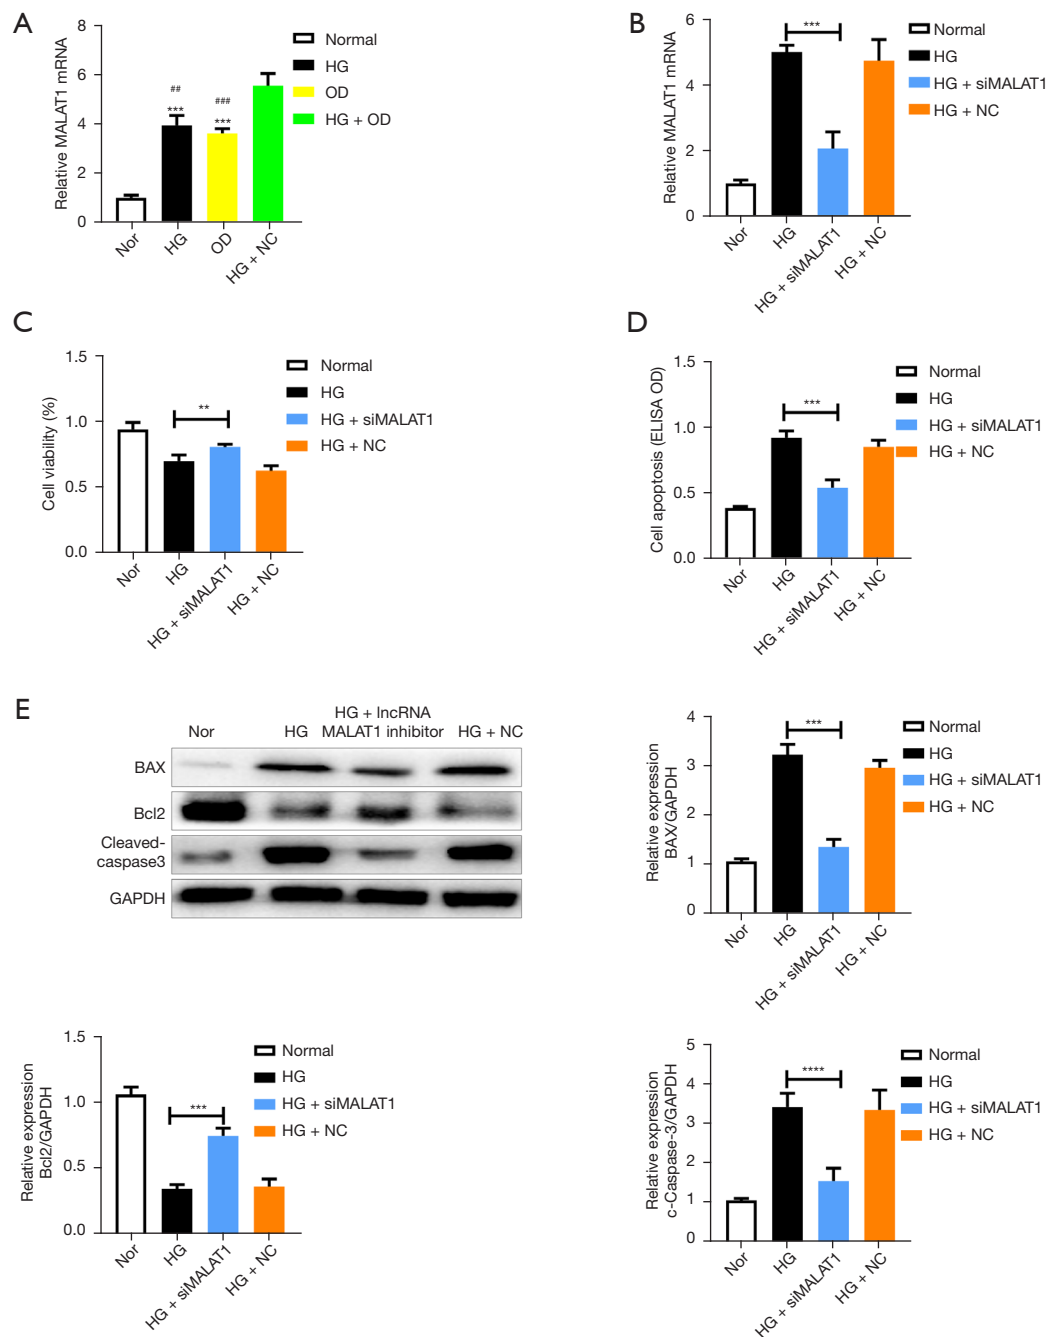 A
Relative MALAT1 mRNA
8
6
4
2
0
##
***
###
***
Nor
HG
OD
HG + NC
Normal
HG
OD
HG + OD
B
Relative MALAT1 mRNA
6
4
2
0
***
Nor
HG
HG + siMALAT1
HG + NC
Normal
HG
HG + siMALAT1
HG + NC
C
Cell viability (%)
1.5
1.0
0.5
0.0
**
Nor
HG
HG + siMALAT1
HG + NC
Normal
HG
HG + siMALAT1
HG + NC
D
Cell apoptosis (ELISA OD)
1.5
1.0
0.5
0.0
***
Nor
HG
HG + siMALAT1
HG + NC
Normal
HG
HG + siMALAT1
HG + NC
E
HG + lncRNA
Nor HG MALAT1 inhibitor HG + NC
BAX
Bcl2
Cleaved-
caspase3
GAPDH
Relative expression
BAX/GAPDH
4
3
2
1
0
***
Nor
HG
HG + siMALAT1
HG + NC
Normal
HG
HG + siMALAT1
HG + NC
Relative expression
Bcl2/GAPDH
1.5
1.0
0.5
0.0
***
Nor
HG
HG + siMALAT1
HG + NC
Normal
HG
HG + siMALAT1
HG + NC
Relative expression
c-Caspase-3/GAPDH
5
4
3
2
1
0
****
Nor
HG
HG + siMALAT1
HG + NC
Normal
HG
HG + siMALAT1
HG + NC